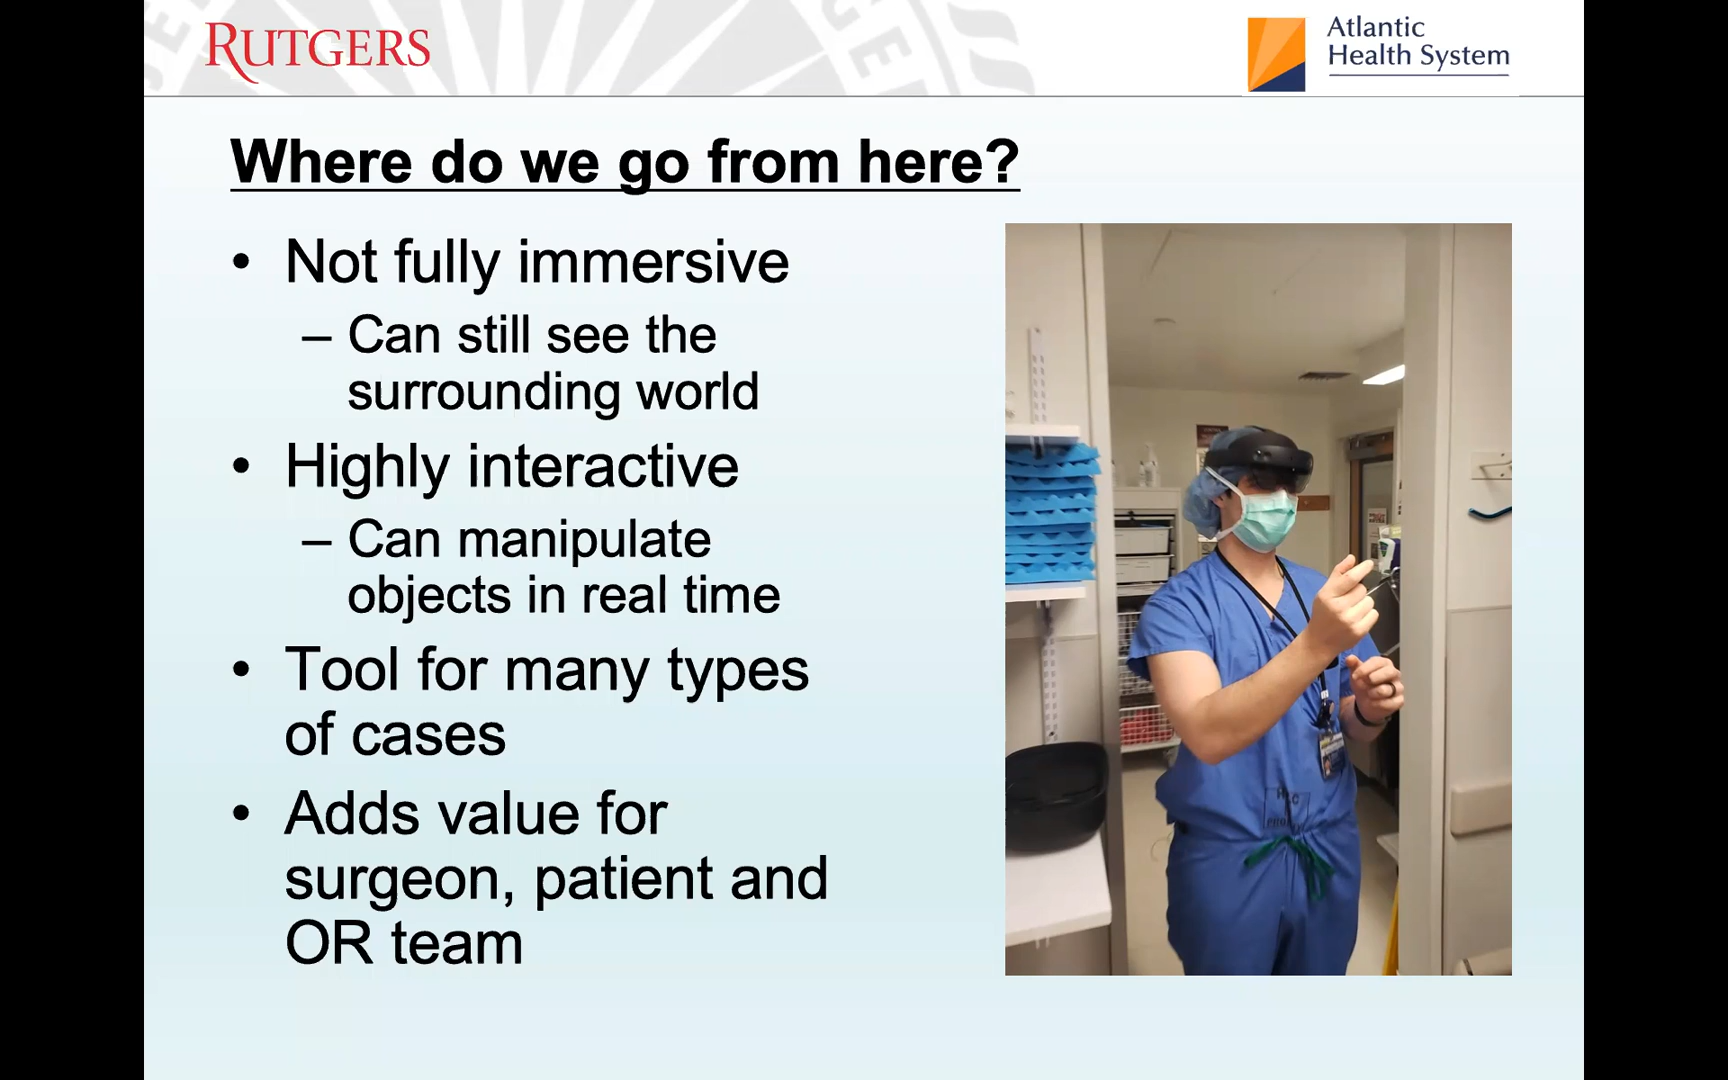 RUTGERS
Atlantic
Health System
Where do we go from here?
• Not fully immersive
– Can still see the
surrounding world
• Highly interactive
– Can manipulate
objects in real time
• Tool for many types
of cases
• Adds value for
surgeon, patient and
OR team